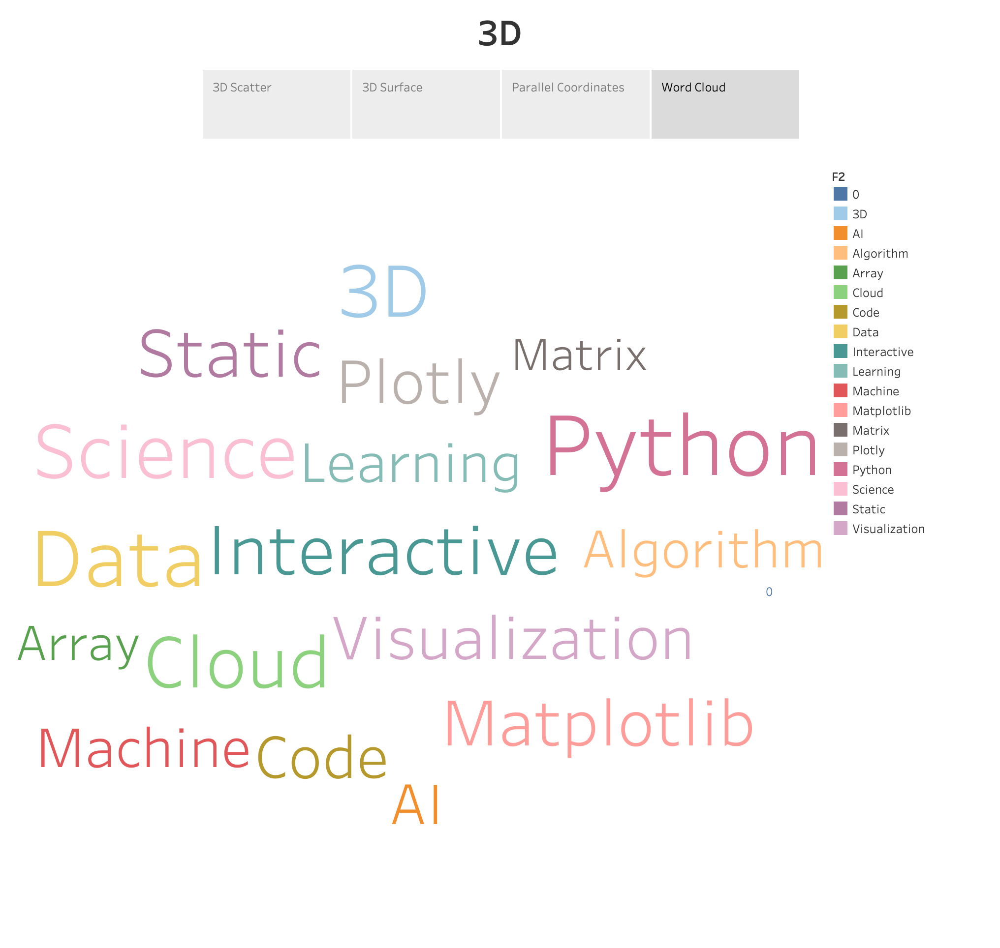 3D
3D Scatter
3D Surface
Parallel Coordinates
Word Cloud
3D
Static
Matrix
Plotly
Science
Learning
Python
Data
Interactive
Algorithm
0
Array
Cloud
Visualization
Matplotlib
Machine
Code
AI
F2
0
3D
AI
Algorithm
Array
Cloud
Code
Data
Interactive
Learning
Machine
Matplotlib
Matrix
Plotly
Python
Science
Static
Visualization